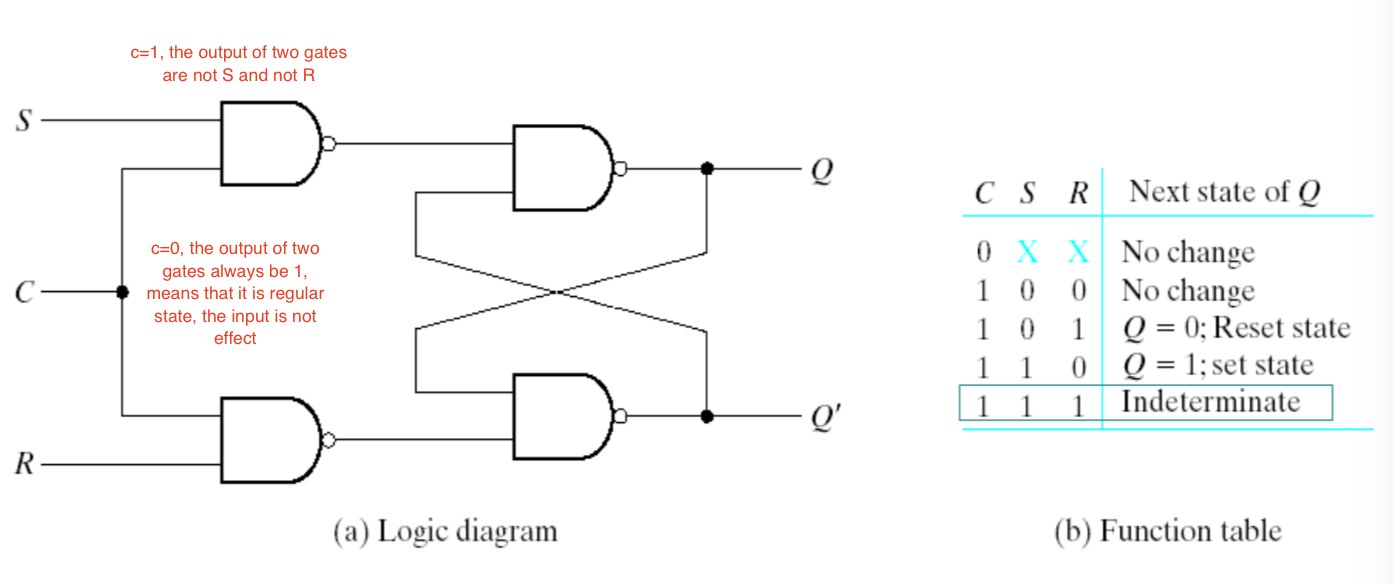 c=1, the output of two gates
are not S and not R
S
Q
c=0, the output of two
gates always be 1,
means that it is regular
state, the input is not
effect
C
R
Q'
(a) Logic diagram
C S R Next state of Q
0 X X No change
1 0 0 No change
1 0 1 Q = 0; Reset state
1 1 0 Q = 1; set state
1 1 1 Indeterminate
(b) Function table